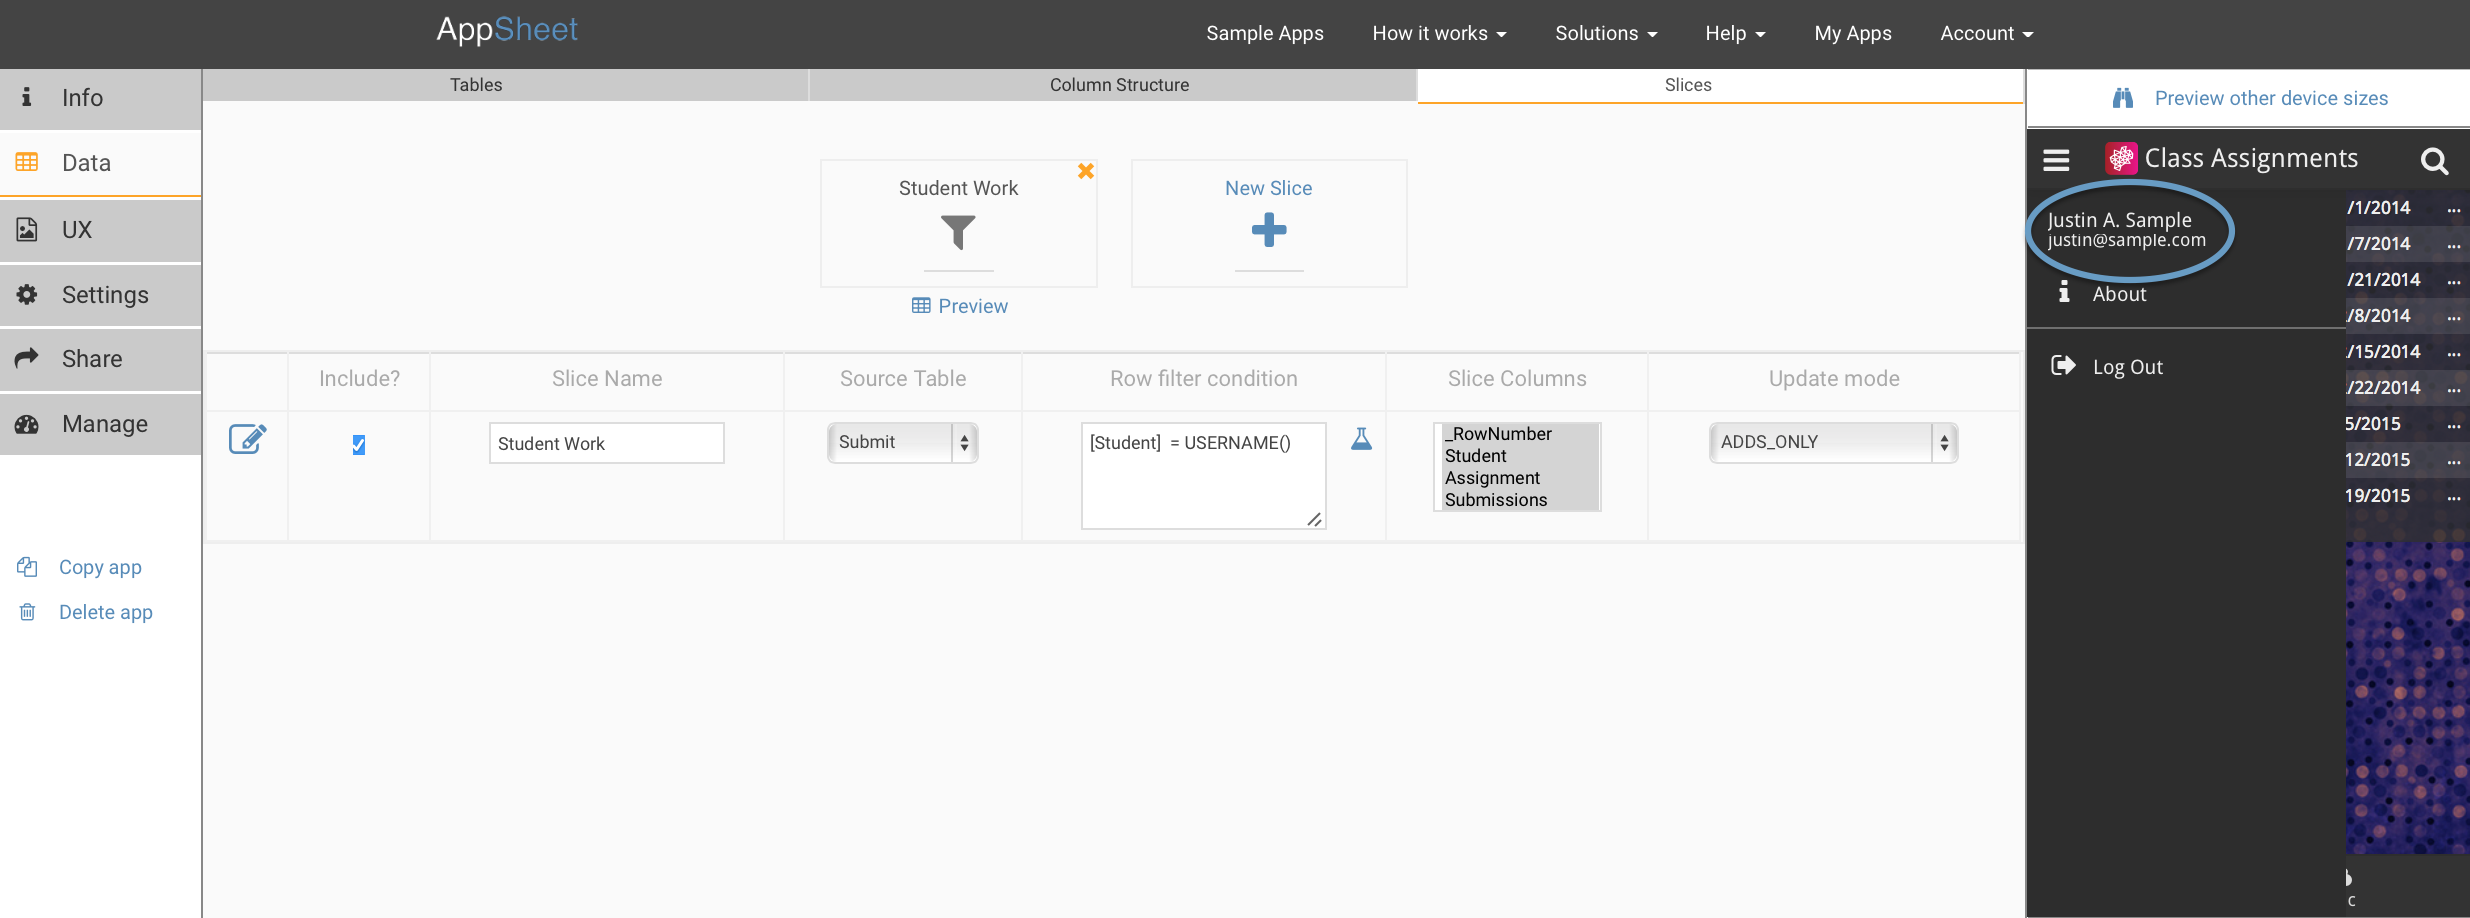 AppSheet
Sample Apps How it works Solutions Help My Apps Account
Info
Data
UX
Settings
Share
Manage
Copy app
Delete app
Tables Column Structure Slices
Student Work
Preview
New Slice
Include? Slice Name Source Table Row filter condition Slice Columns Update mode
Student Work Submit [Student] = USERNAME() ADDS_ONLY
_RowNumber
Student
Assignment
Submissions
Preview other device sizes
Class Assignments
Justin A. Sample
justin@sample.com
About
Log Out
/1/2014 ...
/7/2014 ...
/21/2014 ...
/8/2014 ...
/15/2014 ...
/22/2014 ...
5/2015 ...
12/2015 ...
19/2015 ...
c